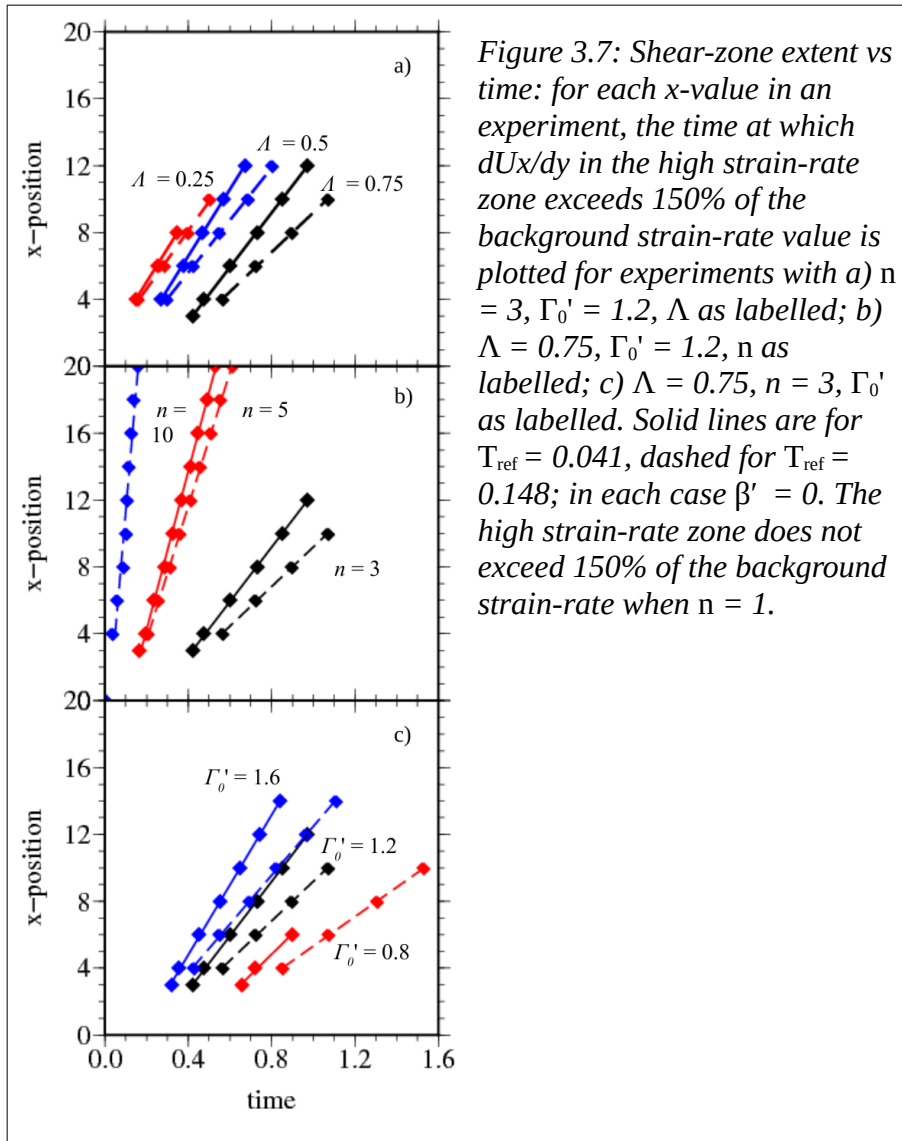 20
16
12
8
4
x-position
a)
Λ = 0.25
Λ = 0.5
Λ = 0.75
20
16
12
8
4
x-position
b)
n =
10
n = 5
n = 3
20
16
12
8
4
0
x-position
c)
Γ₀' = 1.6
Γ₀' = 1.2
Γ₀' = 0.8
0.0 0.4 0.8 1.2 1.6
time
Figure 3.7: Shear-zone extent vs
time: for each x-value in an
experiment, the time at which
dUx/dy in the high strain-rate
zone exceeds 150% of the
background strain-rate value is
plotted for experiments with a) n
= 3, Γ₀' = 1.2, Λ as labelled; b)
Λ = 0.75, Γ₀' = 1.2, n as
labelled; c) Λ = 0.75, n = 3, Γ₀'
as labelled. Solid lines are for
Tref = 0.041, dashed for Tref =
0.148; in each case β′ = 0. The
high strain-rate zone does not
exceed 150% of the background
strain-rate when n = 1.